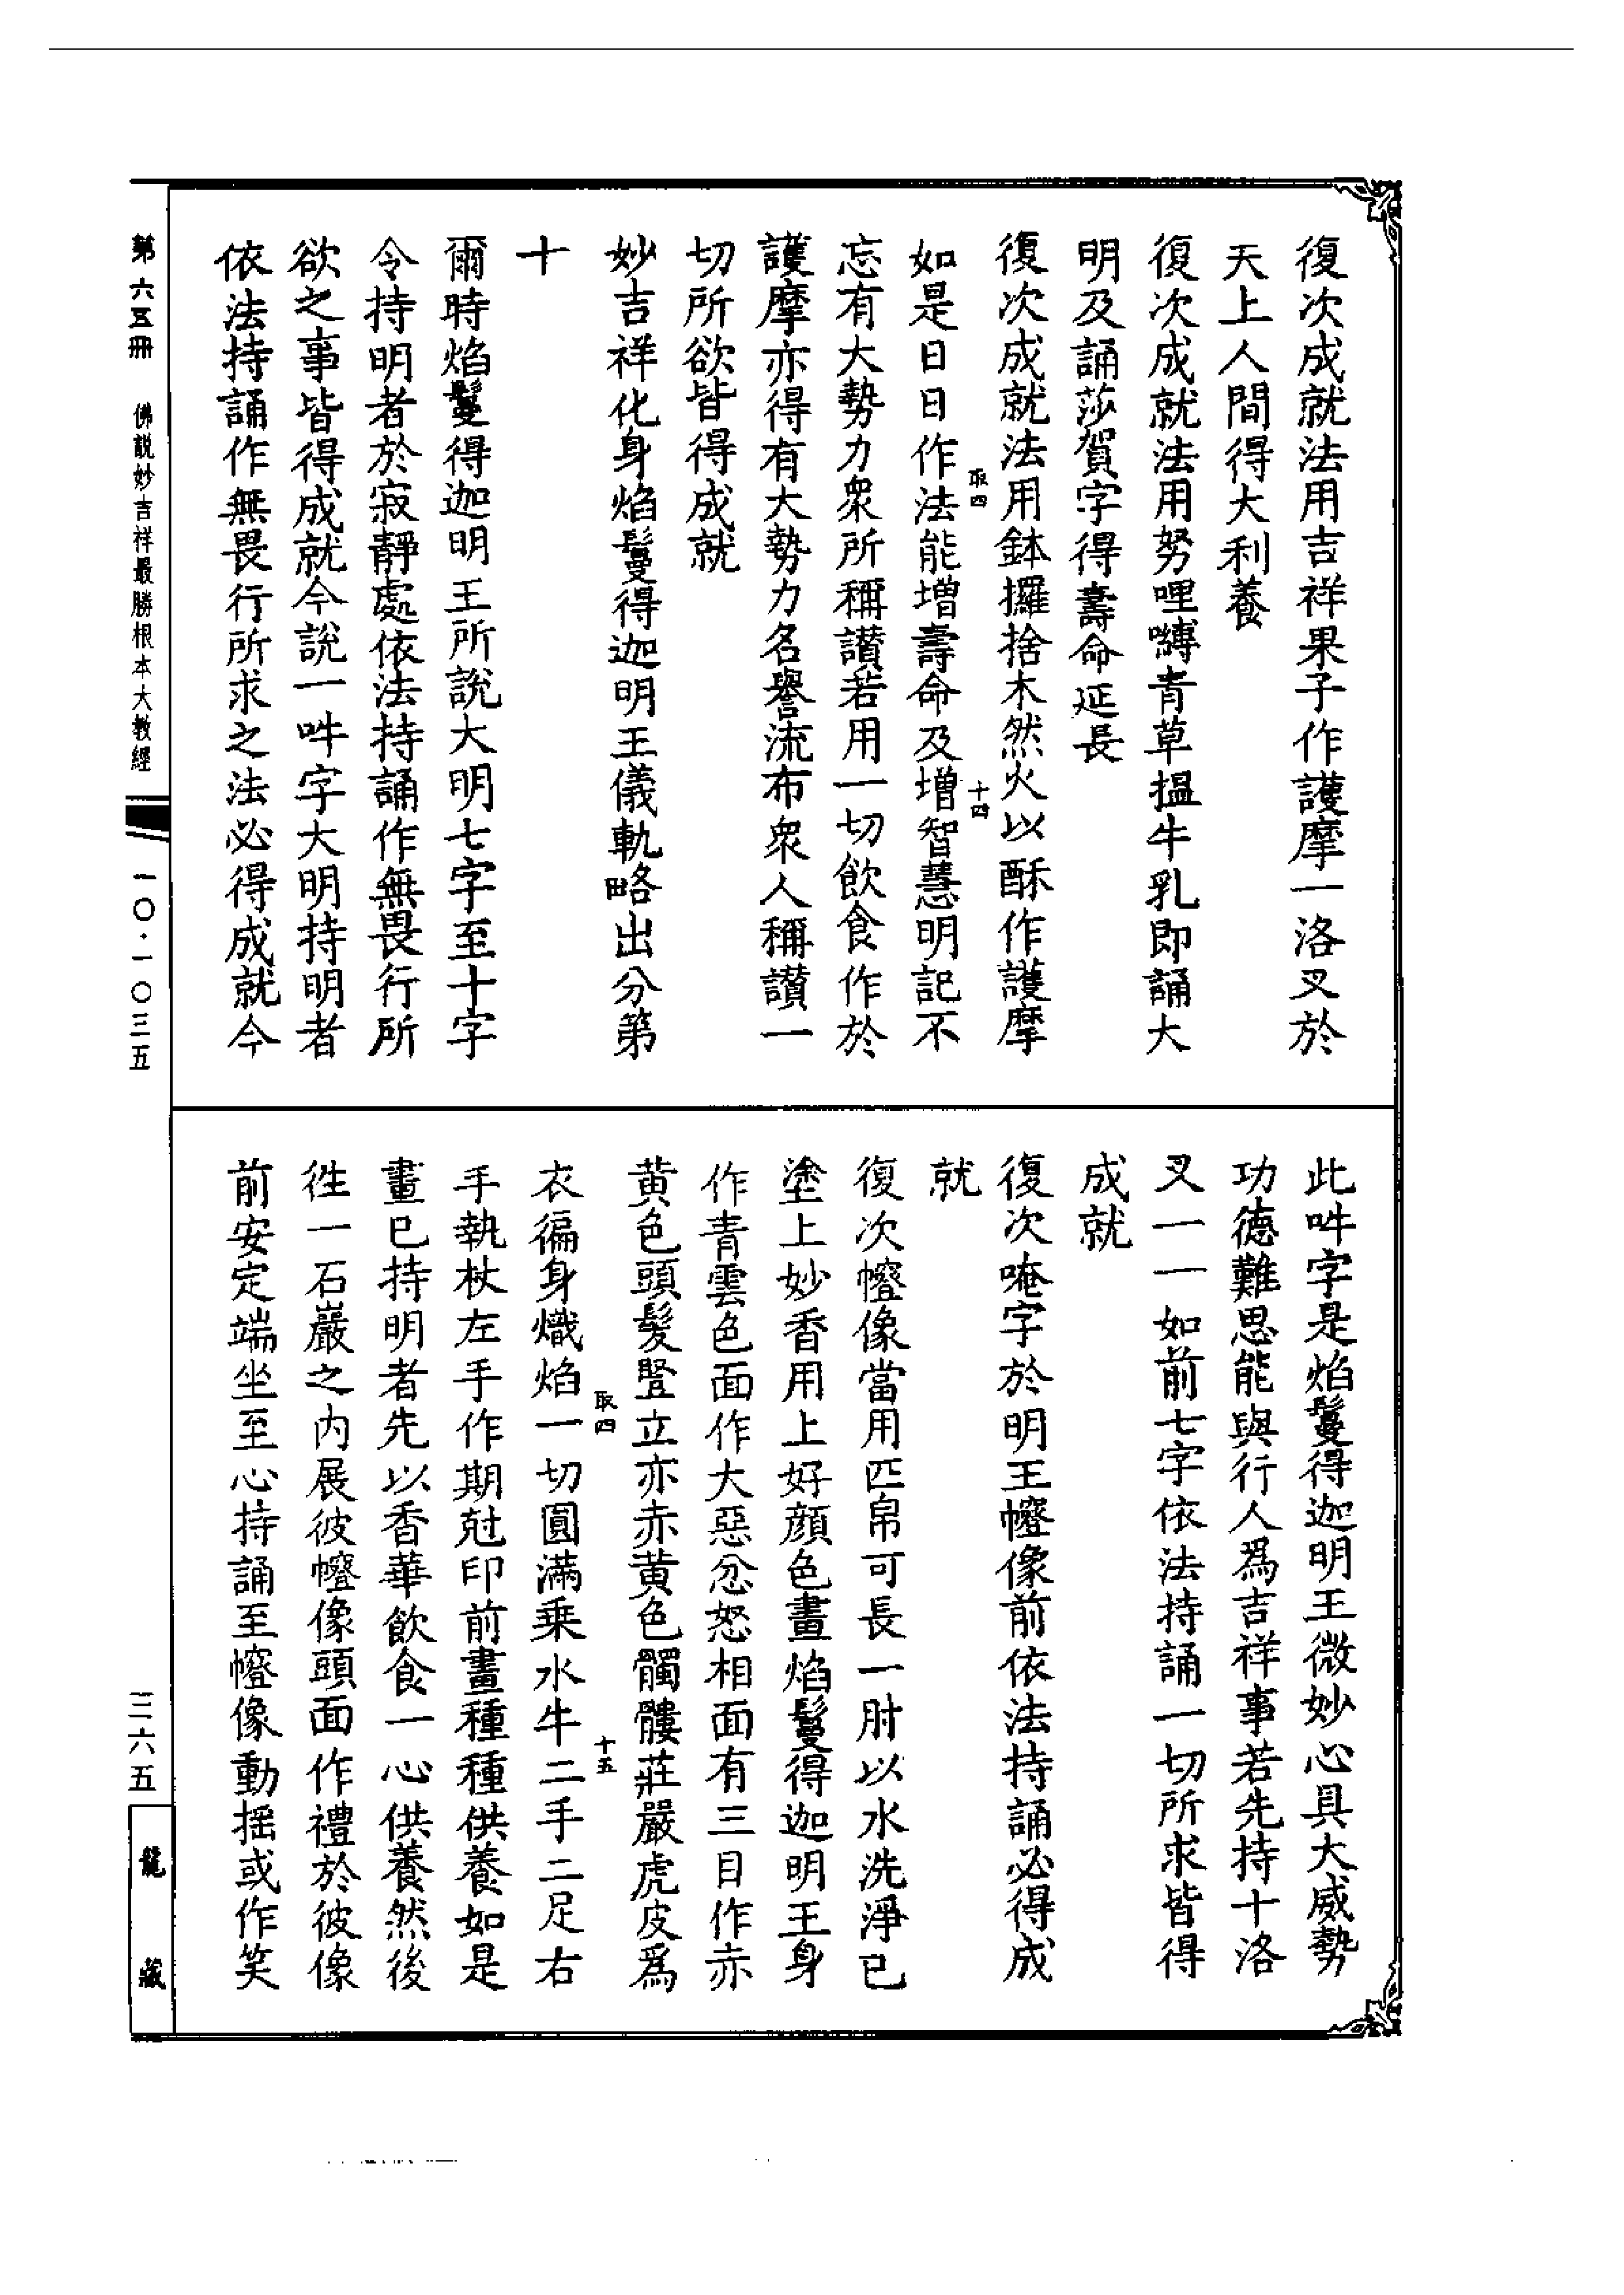 復次成就法用吉祥果子作護摩一洛叉於
天上人間得大利養
復次成就法用努哩嚩青草搵牛乳即誦大
明及誦莎賀字得壽命延長
復次成就法用鉢攞捨木然火以酥作護摩
取四
十四
如是日日作法能增壽命及增智慧明記不
忘有大勢力眾所稱讃若用一切飲食作於
護摩亦得有大勢力名譽流布眾人稱讃一
切所欲皆得成就
妙吉祥化身焰鬘得迦明王儀軌略出分第
十
爾時焰鬘得迦明王所說大明七字至十字
令持明者於寂靜處依法持誦作無畏行所
欲之事皆得成就今說一吽字大明持明者
依法持誦作無畏行所求之法必得成就今
此吽字是焰鬘得迦明王微妙心具大威勢
功德難思能與行人為吉祥事若先持十洛
叉一一如前七字依法持誦一切所求皆得
成就
復次唵字於明王㡧像前依法持誦必得成
就
復次㡧像當用匹帛可長一肘以水洗淨已
塗上妙香用上好顏色畫焰鬘得迦明王身
作青雲色面作大惡忿怒相面有三目作赤
黃色頭髮豎立亦赤黃色髑髏莊嚴虎皮爲
取四
十五
衣徧身熾焰一切圓滿乘水牛二手二足右
手執杖左手作期尅印前畫種種供養如是
畫已持明者先以香華飲食一心供養然後
往一石巖之內展彼㡧像頭面作禮於彼像
前安定端坐至心持誦至㡧像動搖或作笑
第六五冊 佛説妙吉祥最勝根本大教經
一〇·一〇三五
三六五
龍藏